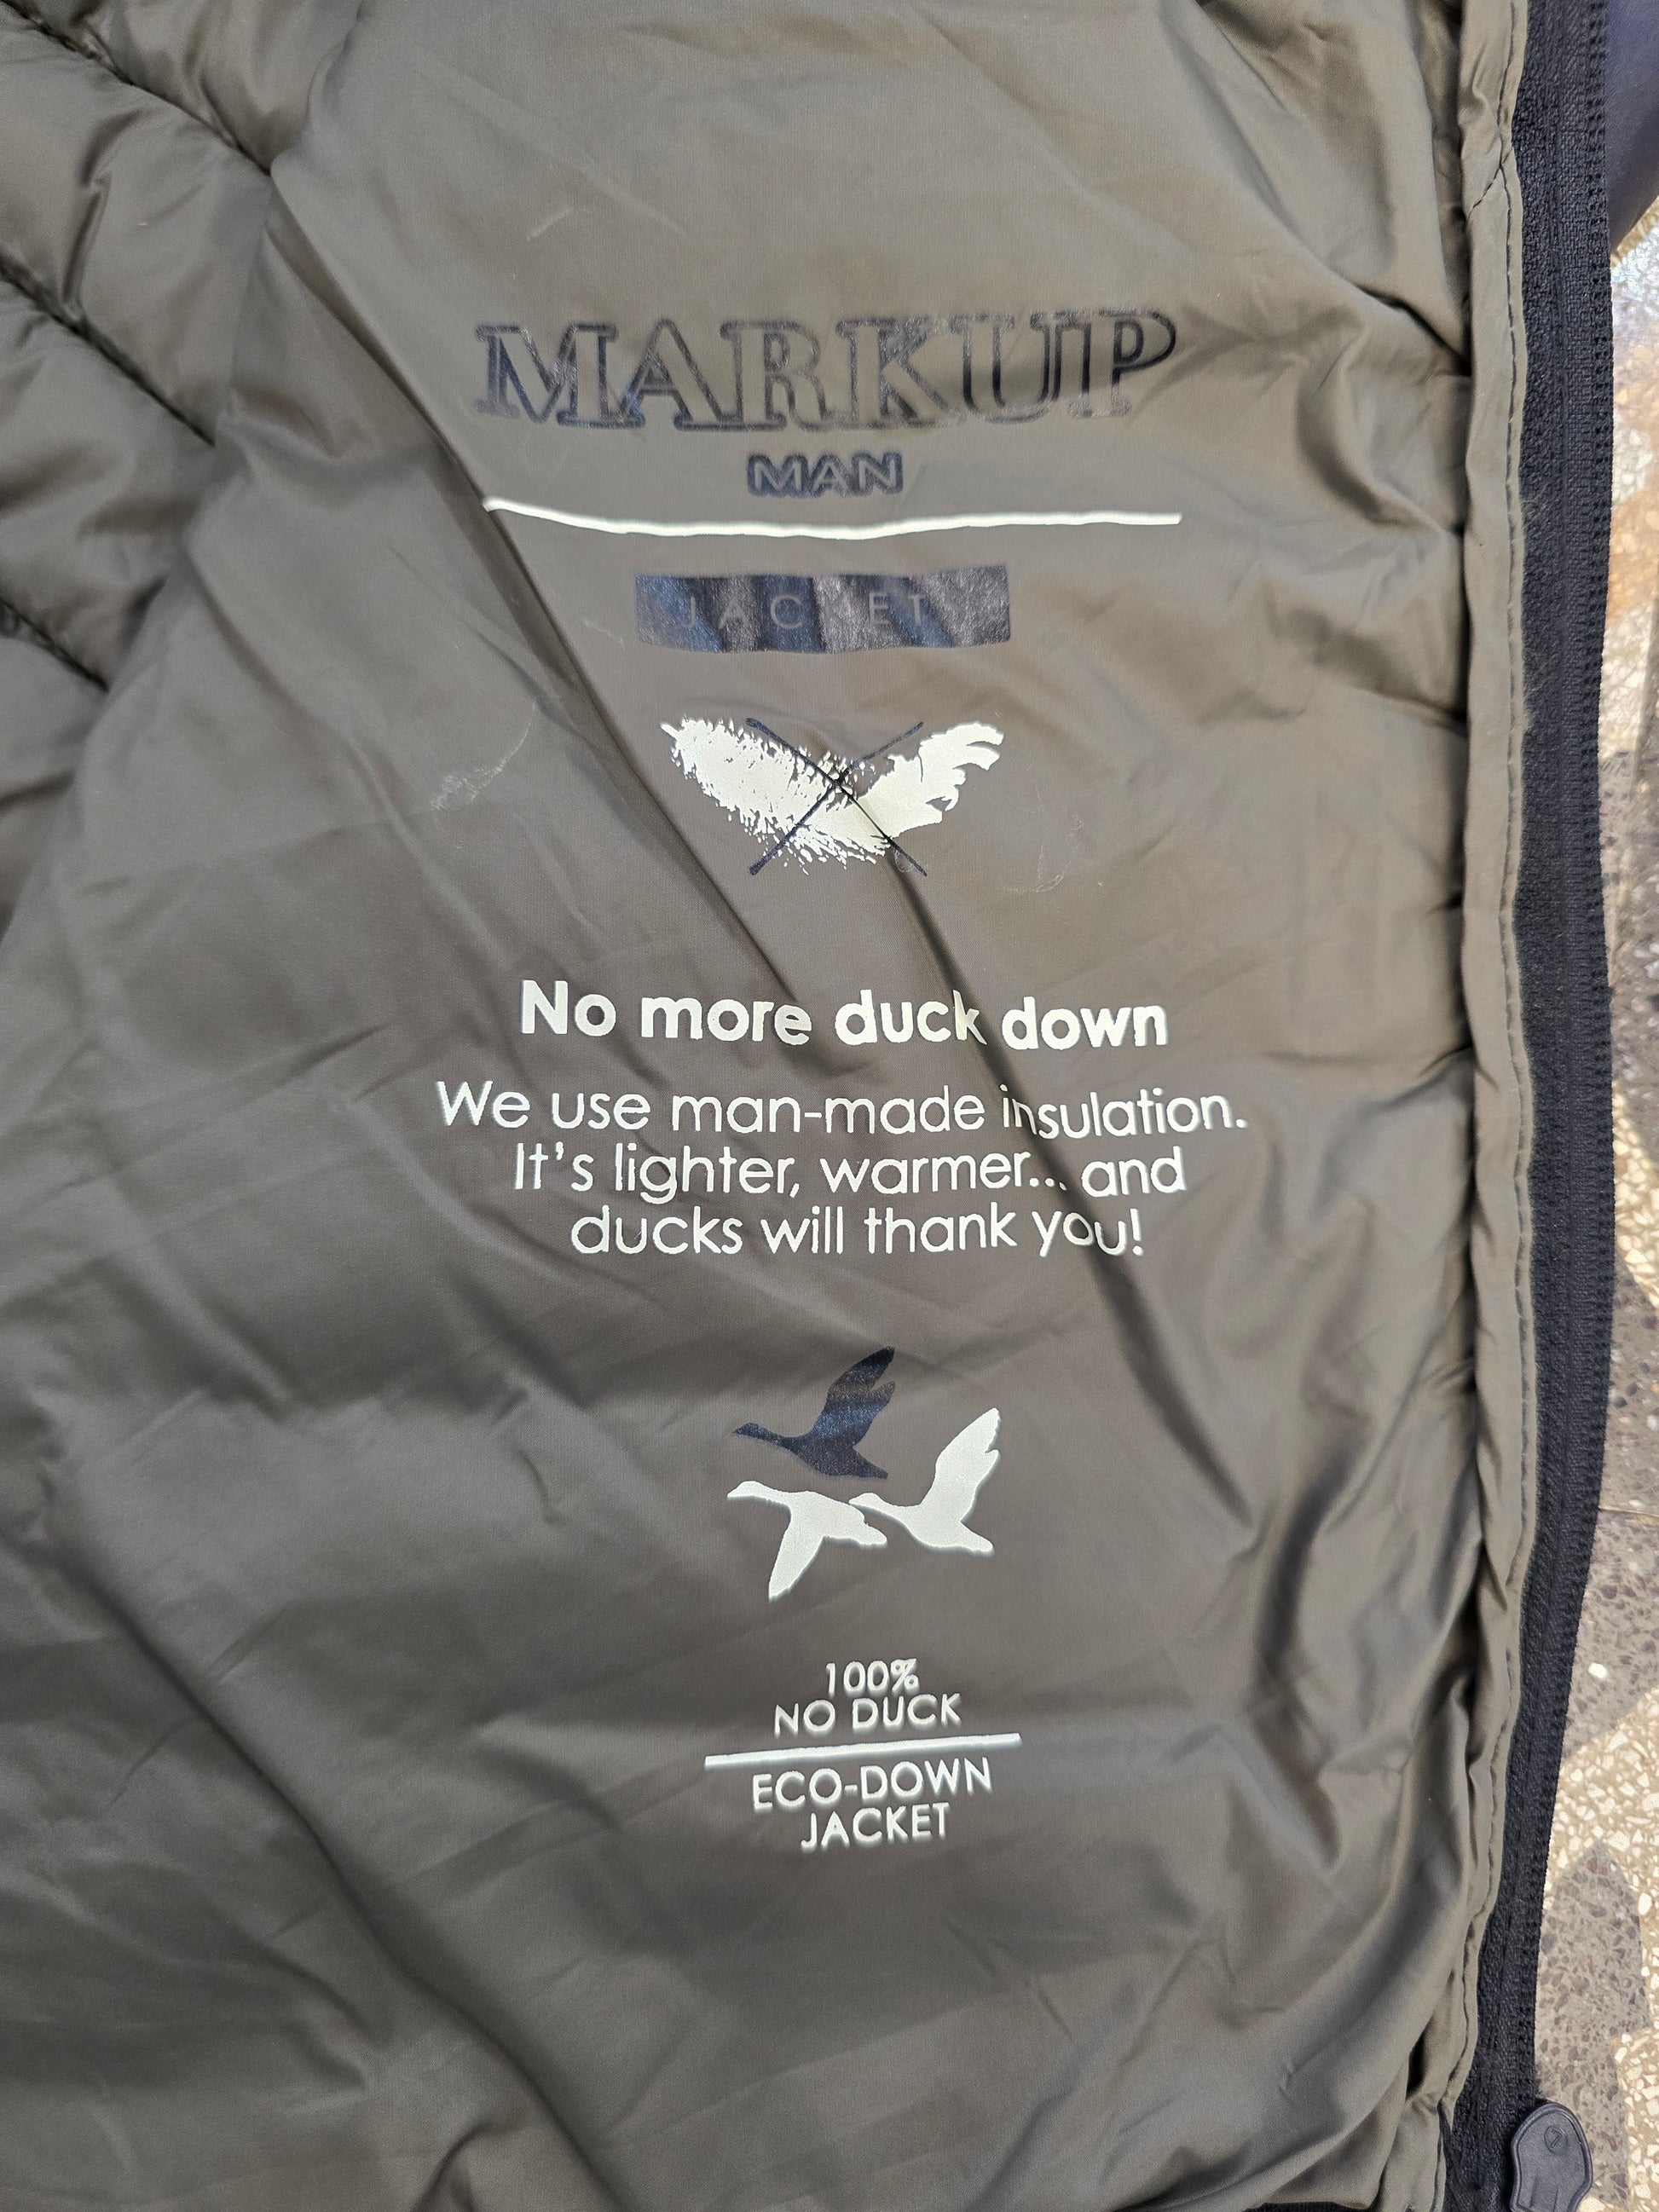 MARKUP
MAN
JACKET
No more duck down
We use man-made insulation.
It's lighter, warmer... and
ducks will thank you!
100%
NO DUCK
ECO-DOWN
JACKET